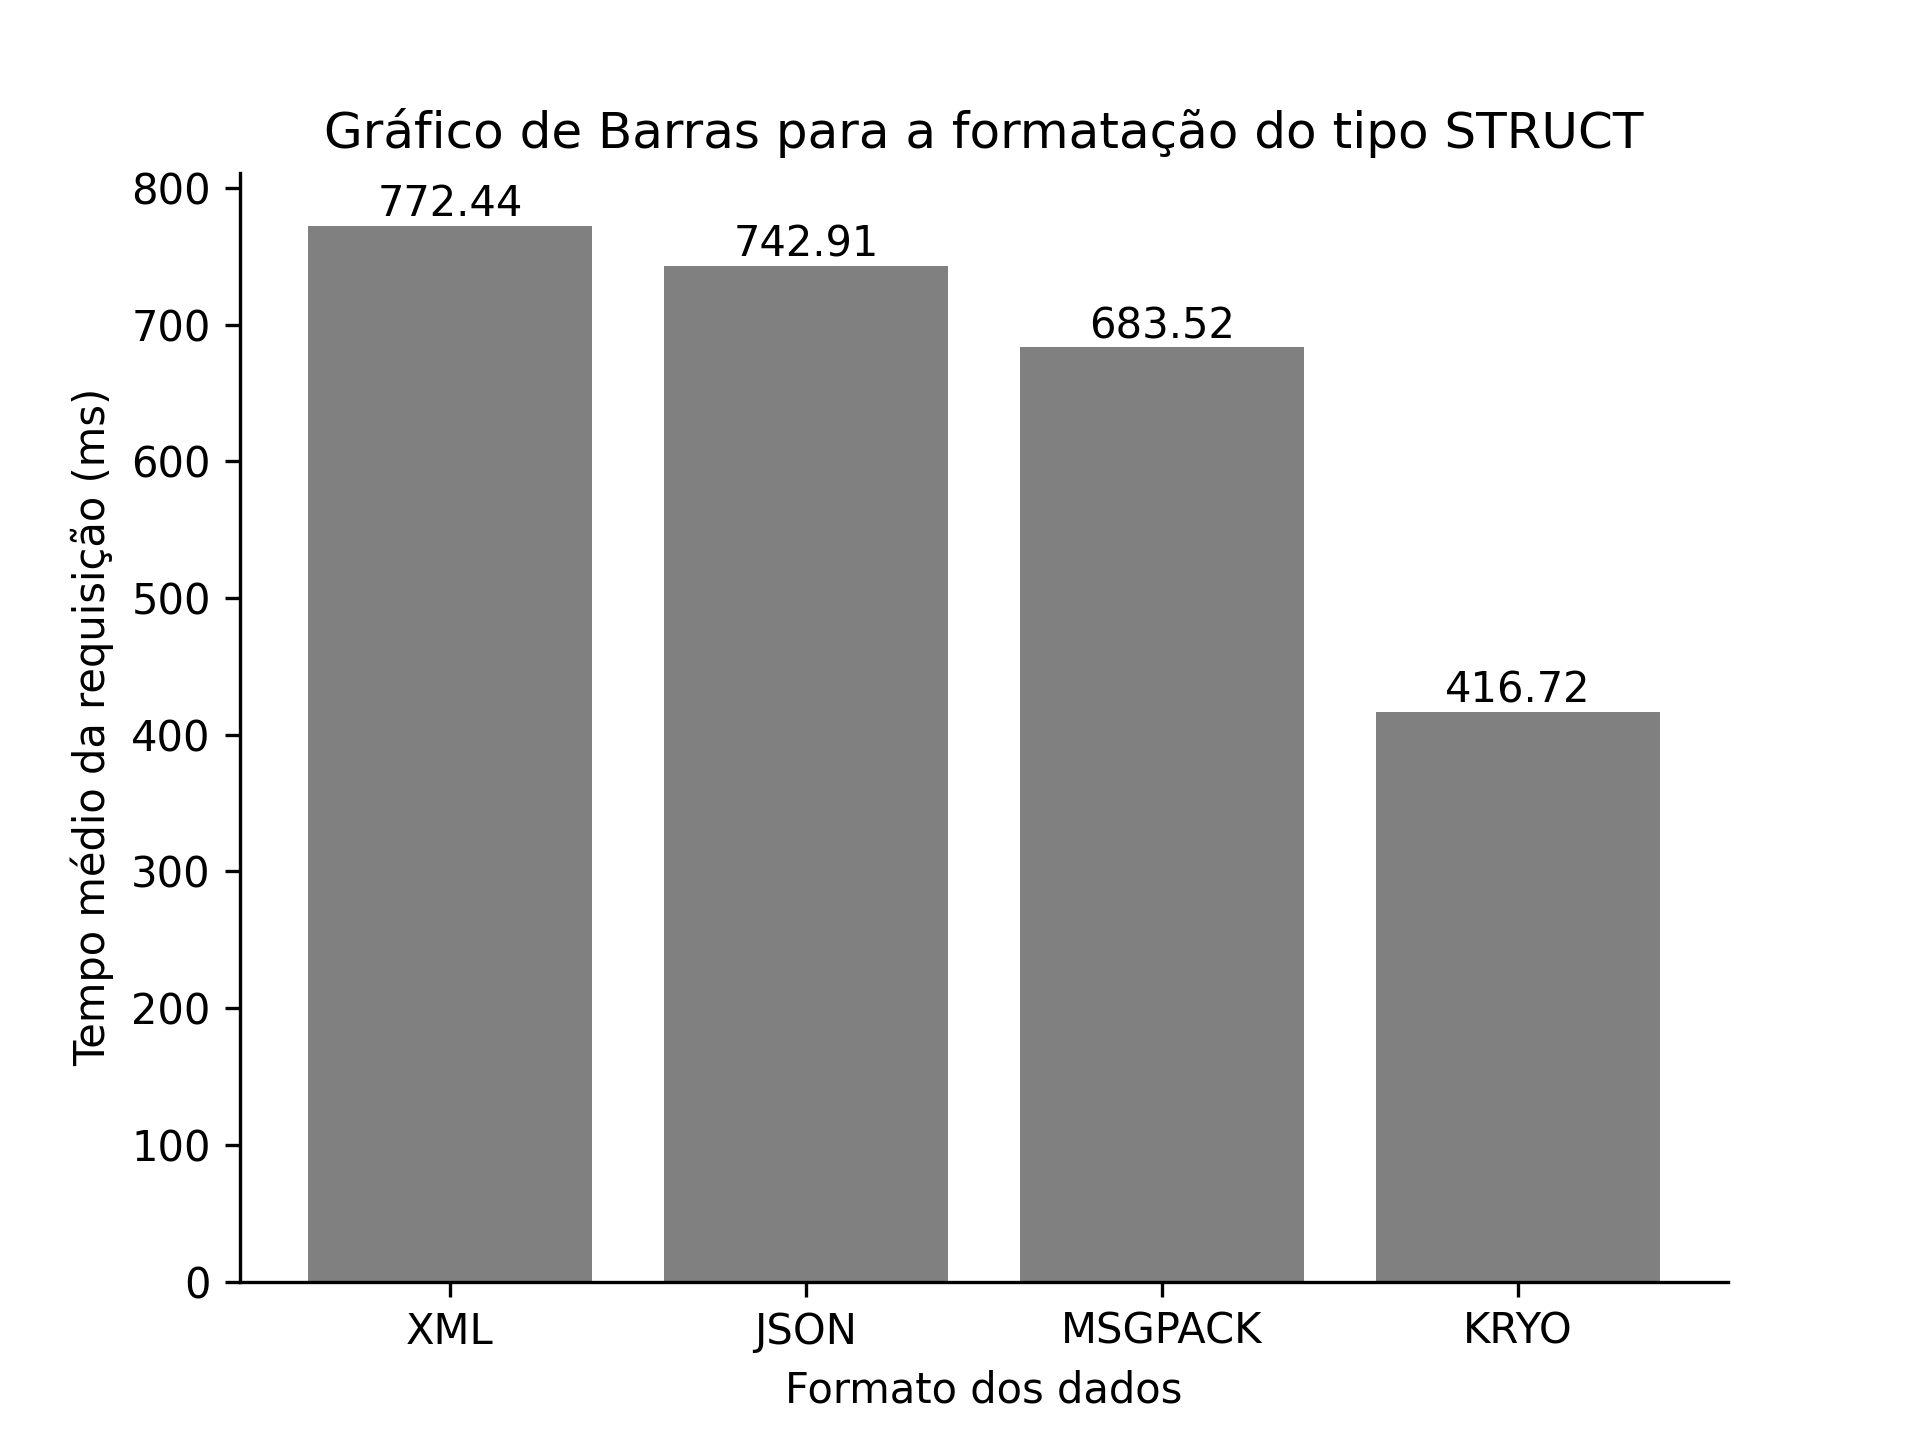 Gráfico de Barras para a formatação do tipo STRUCT
800
700
600
500
400
300
200
100
0
Tempo médio da requisição (ms)
772.44
742.91
683.52
416.72
XML
JSON
MSGPACK
KRYO
Formato dos dados